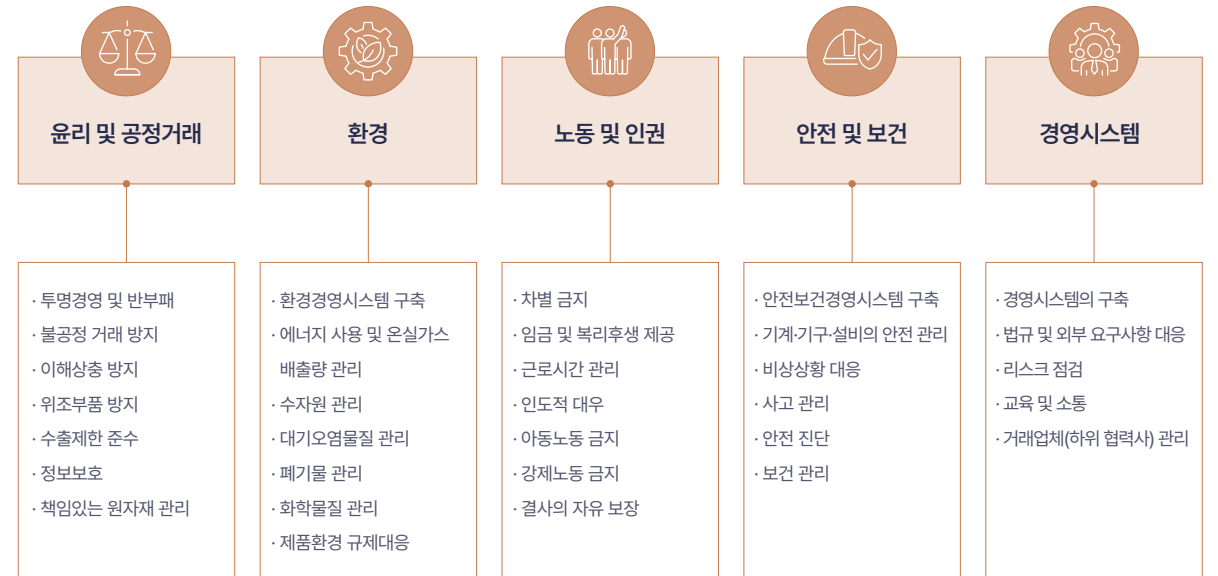 윤리 및 공정거래
· 투명경영 및 반부패
· 불공정 거래 방지
· 이해상충 방지
· 위조부품 방지
· 수출제한 준수
· 정보보호
· 책임있는 원자재 관리
환경
· 환경경영시스템 구축
· 에너지 사용 및 온실가스
배출량 관리
· 수자원 관리
· 대기오염물질 관리
· 폐기물 관리
· 화학물질 관리
· 제품환경 규제대응
노동 및 인권
· 차별 금지
· 임금 및 복리후생 제공
· 근로시간 관리
· 인도적 대우
· 아동노동 금지
· 강제노동 금지
· 결사의 자유 보장
안전 및 보건
· 안전보건경영시스템 구축
· 기계·기구·설비의 안전 관리
· 비상상황 대응
· 사고 관리
· 안전 진단
· 보건 관리
경영시스템
· 경영시스템의 구축
· 법규 및 외부 요구사항 대응
· 리스크 점검
· 교육 및 소통
· 거래업체(하위 협력사) 관리